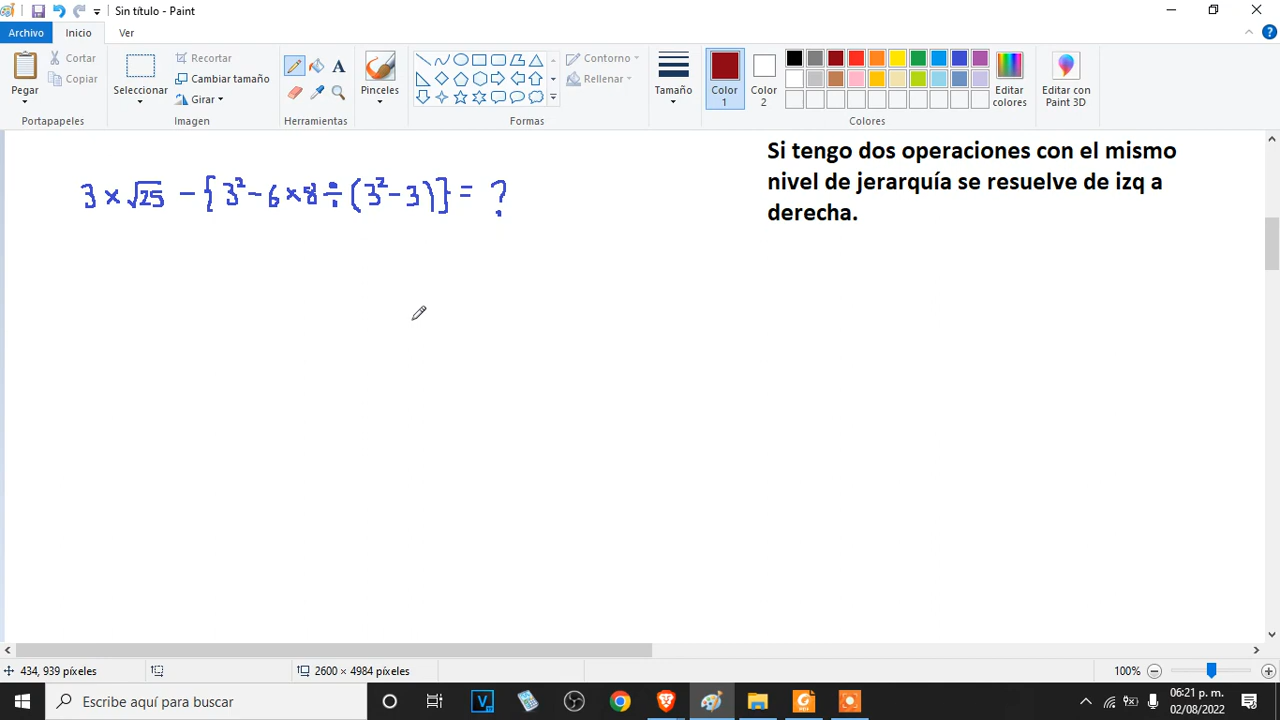 Sin título - Paint
Archivo Inicio Ver
Pegar
Cortar
Copiar
Portapapeles
Seleccionar
Recortar
Cambiar tamaño
Girar
Imagen
A
Herramientas
Pinceles
Contorno
Rellenar
Formas
Tamaño
Color 1
Color 2
Editar colores
Editar con Paint 3D
Colores
3 × √25 − { 3² − 6 × 8 ÷ (3² − 3) } = ?
Si tengo dos operaciones con el mismo
nivel de jerarquía se resuelve de izq a
derecha.
434, 939 píxeles
2600 × 4984 píxeles
100%
Escribe aquí para buscar
06:21 p. m.
02/08/2022